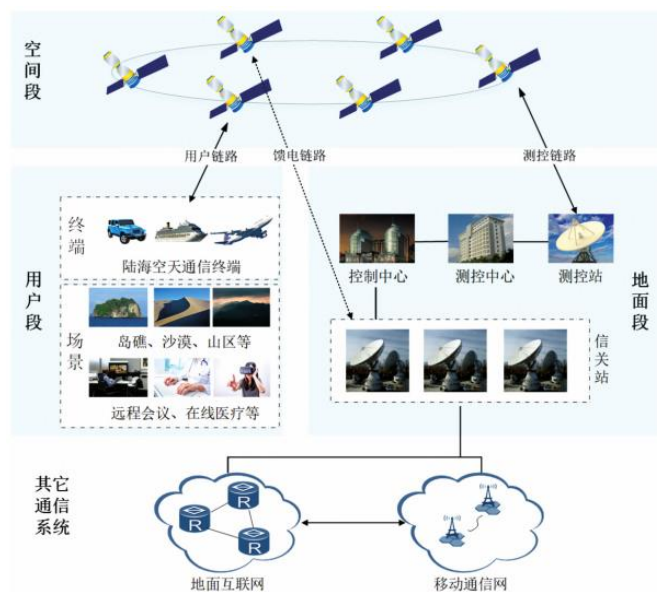 空间段
用户链路
馈电链路
测控链路
用户段
终端
陆海空天通信终端
场景
岛礁、沙漠、山区等
远程会议、在线医疗等
控制中心
测控中心
测控站
地面段
信关站
其它
通信
系统
R
R
R
地面互联网
移动通信网